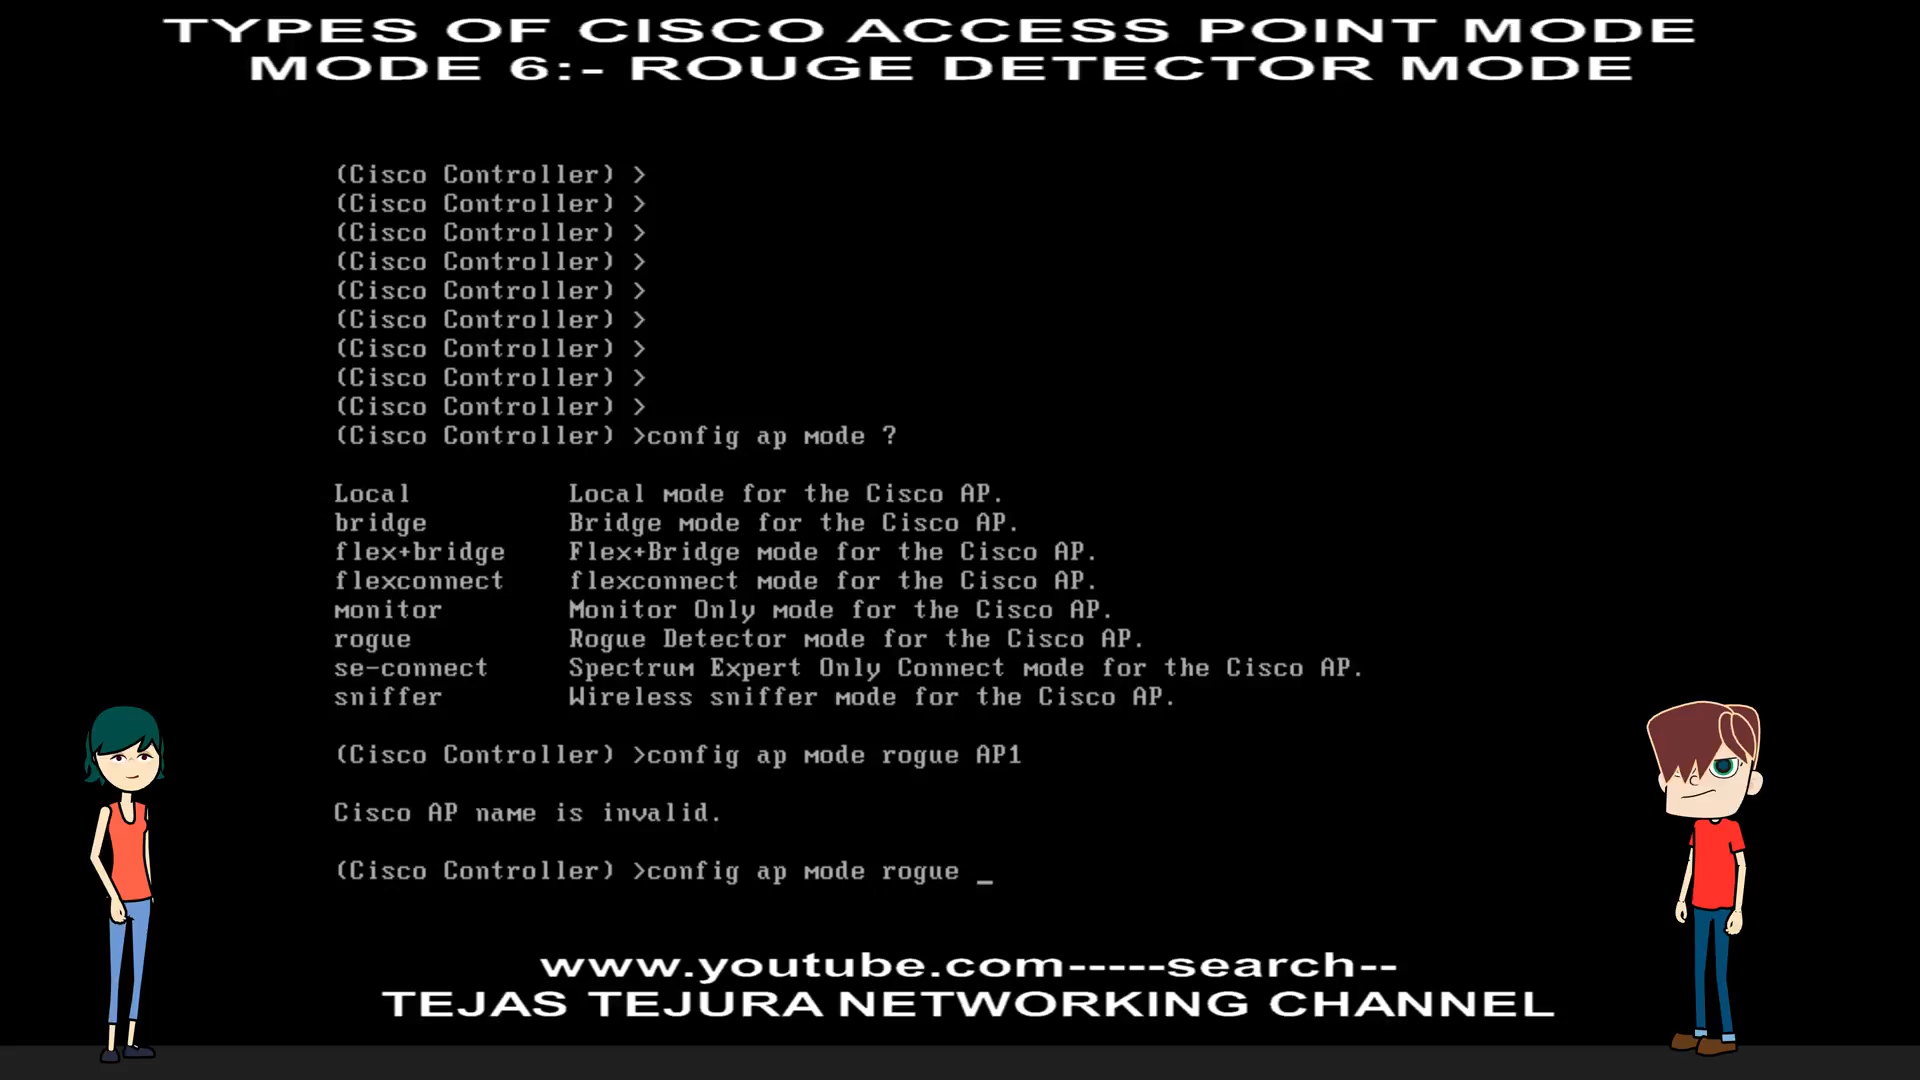 TYPES OF CISCO ACCESS POINT MODE
MODE 6:- ROUGE DETECTOR MODE
(Cisco Controller) >
(Cisco Controller) >
(Cisco Controller) >
(Cisco Controller) >
(Cisco Controller) >
(Cisco Controller) >
(Cisco Controller) >
(Cisco Controller) >
(Cisco Controller) >
(Cisco Controller) >config ap mode ?
Local Local mode for the Cisco AP.
bridge Bridge mode for the Cisco AP.
flex+bridge Flex+Bridge mode for the Cisco AP.
flexconnect flexconnect mode for the Cisco AP.
monitor Monitor Only mode for the Cisco AP.
rogue Rogue Detector mode for the Cisco AP.
se-connect Spectrum Expert Only Connect mode for the Cisco AP.
sniffer Wireless sniffer mode for the Cisco AP.
(Cisco Controller) >config ap mode rogue AP1
Cisco AP name is invalid.
(Cisco Controller) >config ap mode rogue _
www.youtube.com-----search--
TEJAS TEJURA NETWORKING CHANNEL